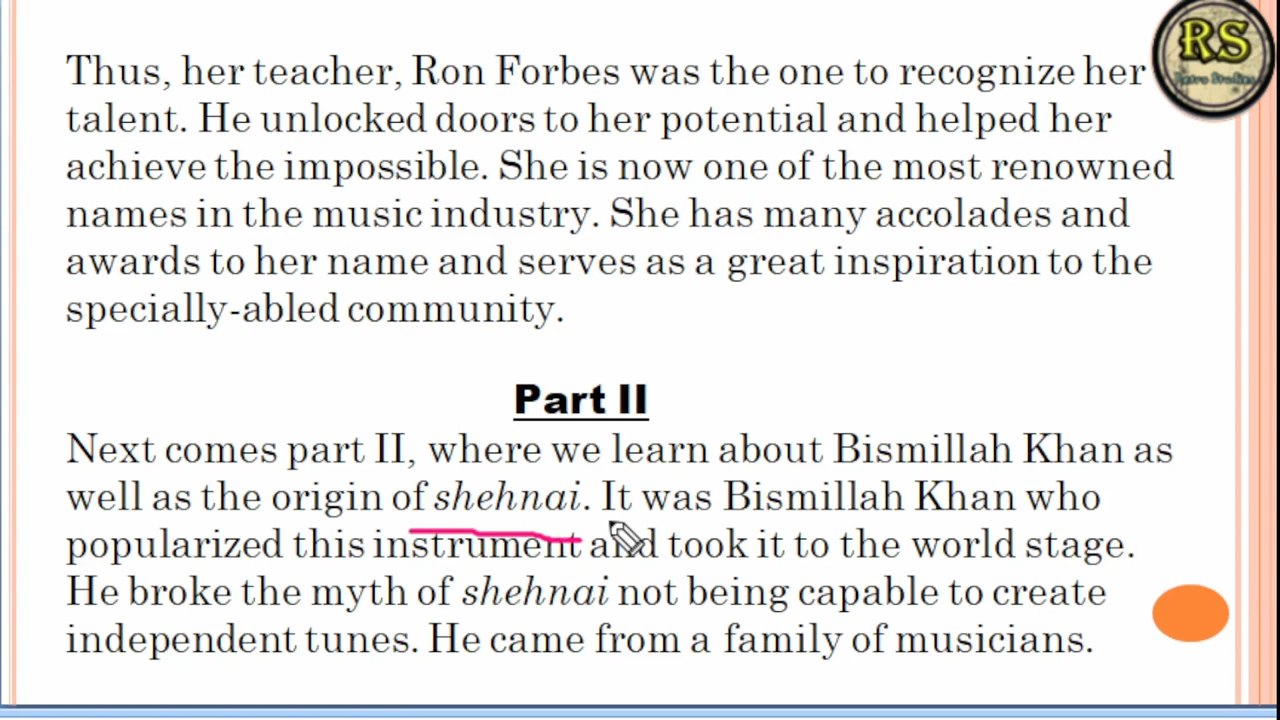 Thus, her teacher, Ron Forbes was the one to recognize her
talent. He unlocked doors to her potential and helped her
achieve the impossible. She is now one of the most renowned
names in the music industry. She has many accolades and
awards to her name and serves as a great inspiration to the
specially-abled community.
Part II
Next comes part II, where we learn about Bismillah Khan as
well as the origin of shehnai. It was Bismillah Khan who
popularized this instrument and took it to the world stage.
He broke the myth of shehnai not being capable to create
independent tunes. He came from a family of musicians.
RS